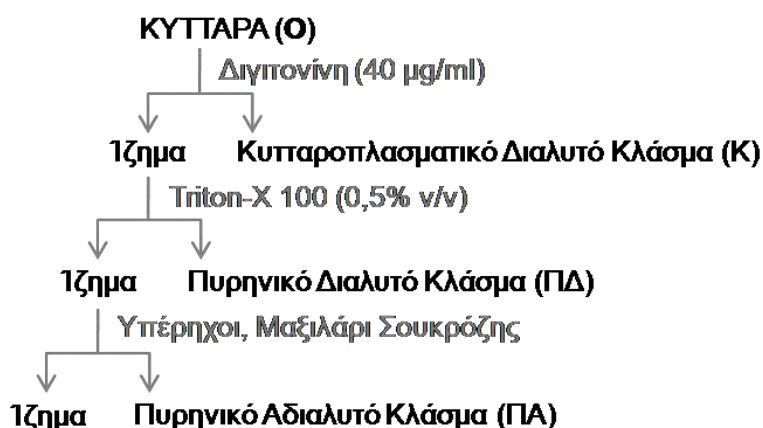 ΚΥΤΤΑΡΑ (Ο)
Διγιτονίνη (40 μg/ml)
Ίζημα Κυτταροπλασματικό Διαλυτό Κλάσμα (Κ)
Triton-X 100 (0,5% v/v)
Ίζημα Πυρηνικό Διαλυτό Κλάσμα (ΠΔ)
Υπέρηχοι, Μαξιλάρι Σουκρόζης
Ίζημα Πυρηνικό Αδιαλυτό Κλάσμα (ΠΑ)